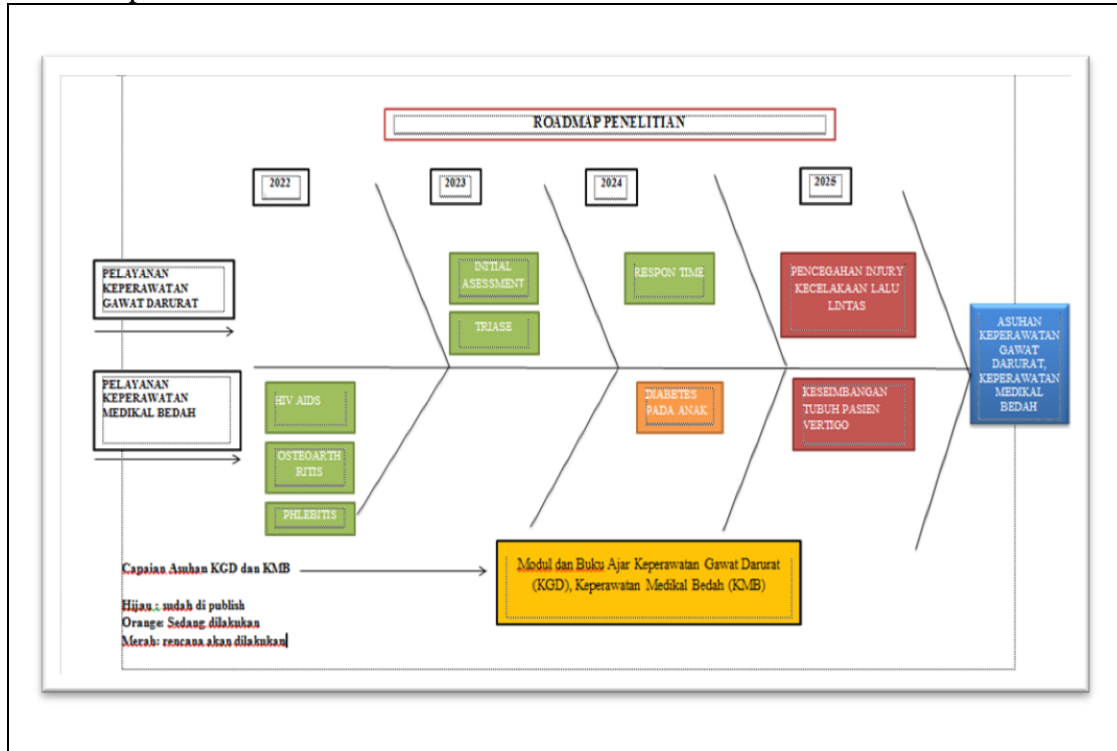 ROADMAP PENELITIAN
2022
2023
2024
2025
PELAYANAN
KEPERAWATAN
GAWAT DARURAT
INITIAL
ASESSMENT
TRIASE
RESPON TIME
PENCEGAHAN INJURY
KECELAKAAN LALU
LINTAS
ASUHAN
KEPERAWATAN
GAWAT
DARURAT,
KEPERAWATAN
MEDIKAL
BEDAH
PELAYANAN
KEPERAWATAN
MEDIKAL BEDAH
HIV AIDS
OSTEOARTH
RITIS
PHLEBITIS
DIABETES
PADA ANAK
KESEIMBANGAN
TUBUH PASIEN
VERTIGO
Capaian Asuhan KGD dan KMB
Modul dan Buku Ajar Keperawatan Gawat Darurat
(KGD), Keperawatan Medikal Bedah (KMB)
Hijau : sudah di publish
Orange: Sedang dilakukan
Merah: rencana akan dilakukan